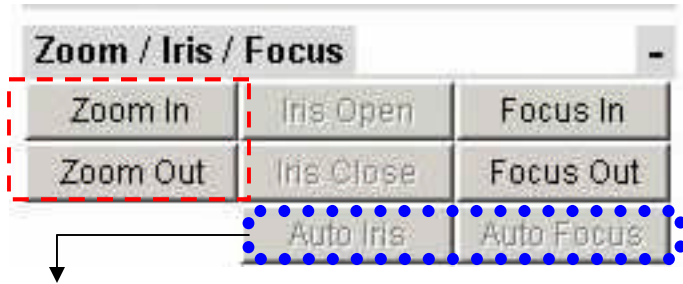 Zoom / Iris / Focus -
Zoom In Iris Open Focus In
Zoom Out Iris Close Focus Out
Auto Iris Auto Focus